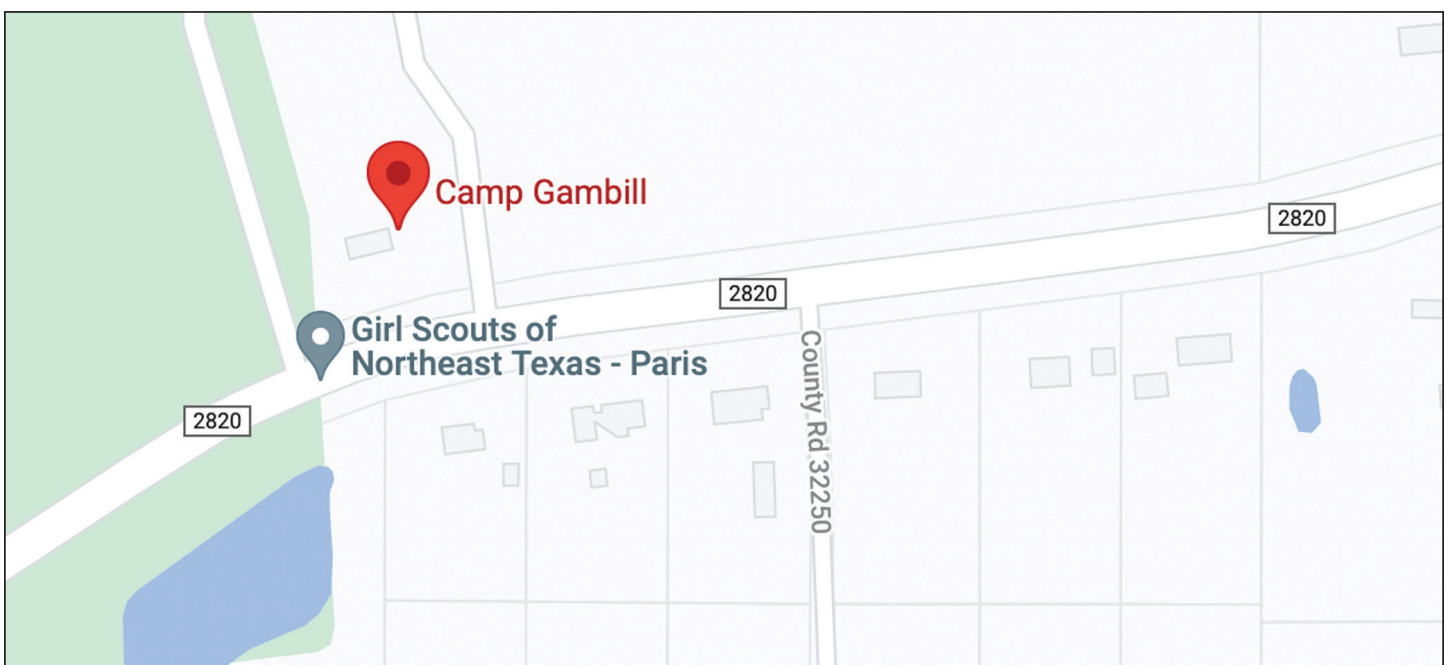 Camp Gambill
2820
2820
Girl Scouts of
Northeast Texas - Paris
2820
County Rd 32250